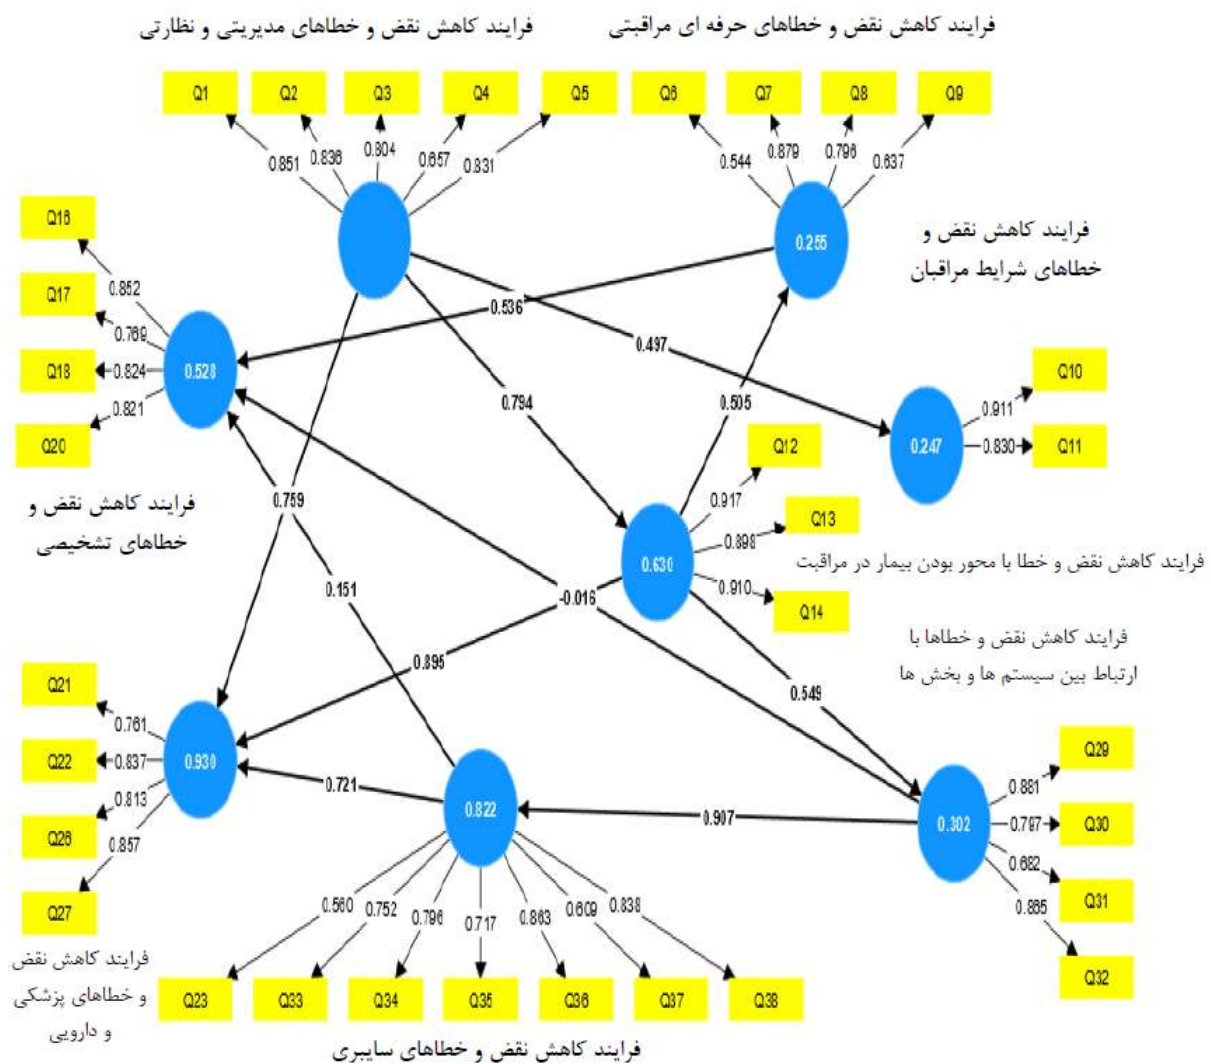 فرایند کاهش نقض و خطاهای حرفه ای مراقبتی
فرایند کاهش نقض و خطاهای مدیریتی و نظارتی
Q1 Q2 Q3 Q4 Q5 Q6 Q7 Q8 Q9
0.851 0.836 0.804 0.657 0.831 0.544 0.879 0.796 0.637
Q16
Q17
Q18
Q20
0.852
0.769
0.824
0.821
0.528
0.255
فرایند کاهش نقض و
خطاهای شرایط مراقبان
0.536
0.497
0.794
0.505
Q10
Q11
0.911
0.830
0.247
Q12
Q13
Q14
0.917
0.898
0.910
0.630
فرایند کاهش نقض و
خطاهای تشخیصی
0.759
0.151
-0.016
0.895
0.549
فرایند کاهش نقض و خطا با محور بودن بیمار در مراقبت
فرایند کاهش نقض و خطاها با
ارتباط بین سیستم ها و بخش ها
Q21
Q22
Q26
Q27
0.761
0.837
0.813
0.857
0.930
0.721
0.822
0.907
0.302
Q29
Q30
Q31
Q32
0.881
0.797
0.682
0.865
0.560 0.752 0.796 0.717 0.863 0.609 0.838
Q23 Q33 Q34 Q35 Q36 Q37 Q38
فرایند کاهش نقض
و خطاهای پزشکی
و دارویی
فرایند کاهش نقض و خطاهای سایبری